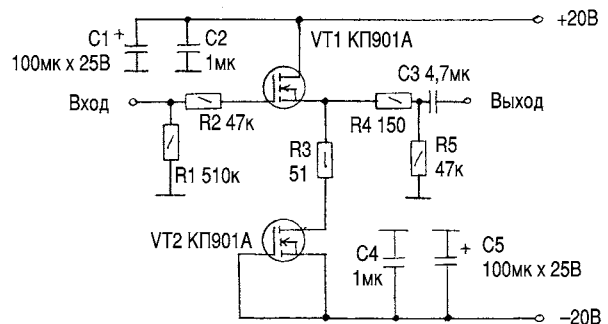 C1
+
100мк x 25В
C2
1мк
VT1 КП901А
+20В
C3 4,7мк
Вход
Выход
R2 47к
R4 150
R1 510к
R3
51
R5
47к
VT2 КП901А
C4
1мк
+
C5
100мк x 25В
–20В